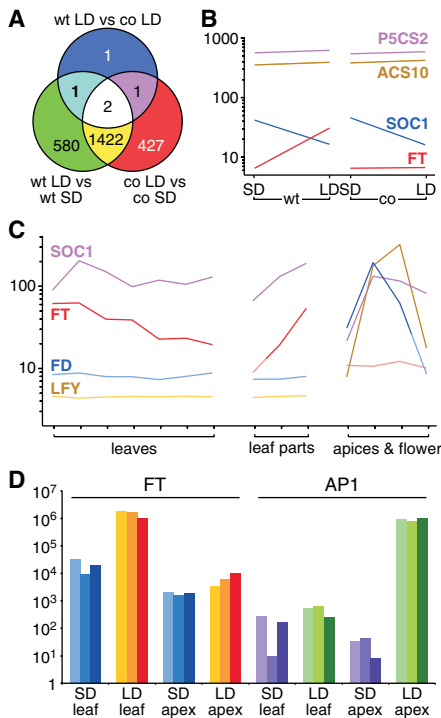 A
wt LD vs co LD
1
1
1
2
580
1422
427
wt LD vs
wt SD
co LD vs
co SD
B
1000
100
10
P5CS2
ACS10
SOC1
FT
SD
LD
SD
LD
wt
co
C
100
10
SOC1
FT
FD
LFY
leaves
leaf parts
apices & flower
D
FT
AP1
10⁷
10⁶
10⁵
10⁴
10³
10²
10
1
SD
leaf
LD
leaf
SD
apex
LD
apex
SD
leaf
LD
leaf
SD
apex
LD
apex